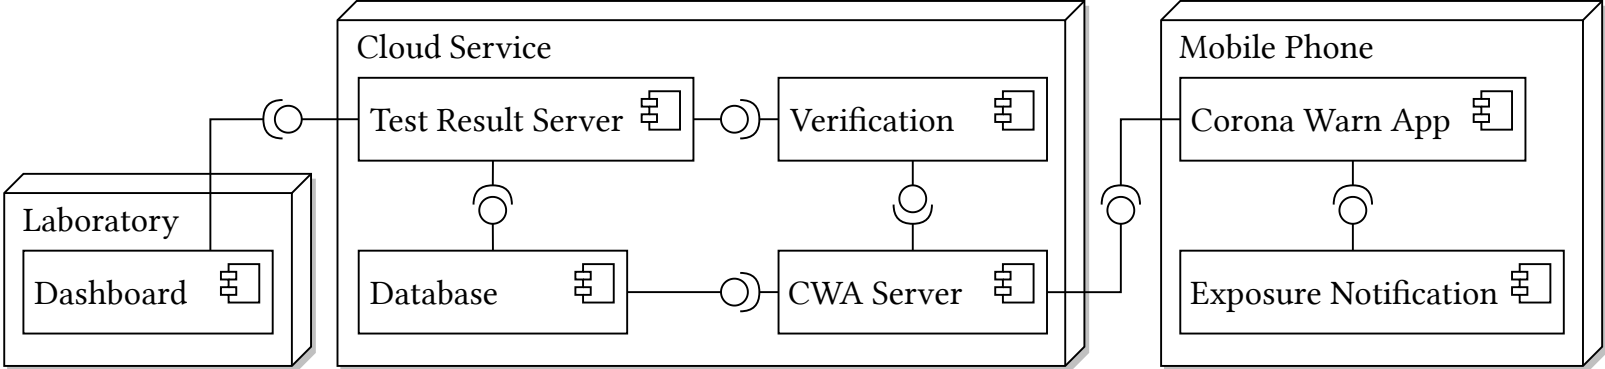 Cloud Service
Mobile Phone
Test Result Server
Verification
Corona Warn App
Laboratory
Dashboard
Database
CWA Server
Exposure Notification